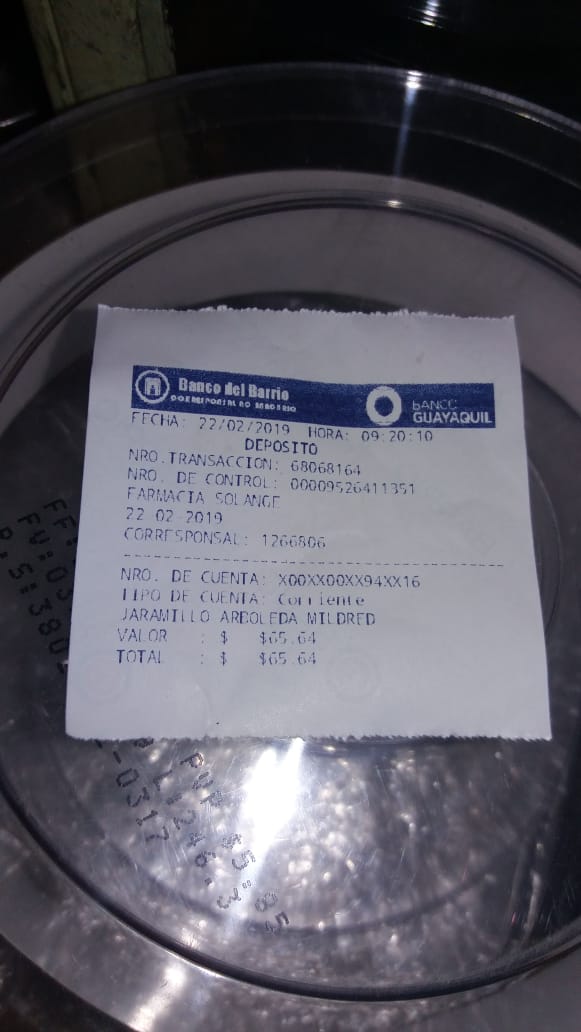 Banco del Barrio
BANCO
GUAYAQUIL
FECHA: 22/02/2019 HORA: 09:20:10
DEPOSITO
NRO.TRANSACCION: 68068164
NRO. DE CONTROL: 00009526411351
FARMACIA SOLANGE
22-02-2019
CORRESPONSAL: 1266806
NRO. DE CUENTA: X00XX00XX94XX16
TIPO DE CUENTA: Corriente
JARAMILLO ARBOLEDA MILDRED
VALOR : $ $65.64
TOTAL : $ $65.64